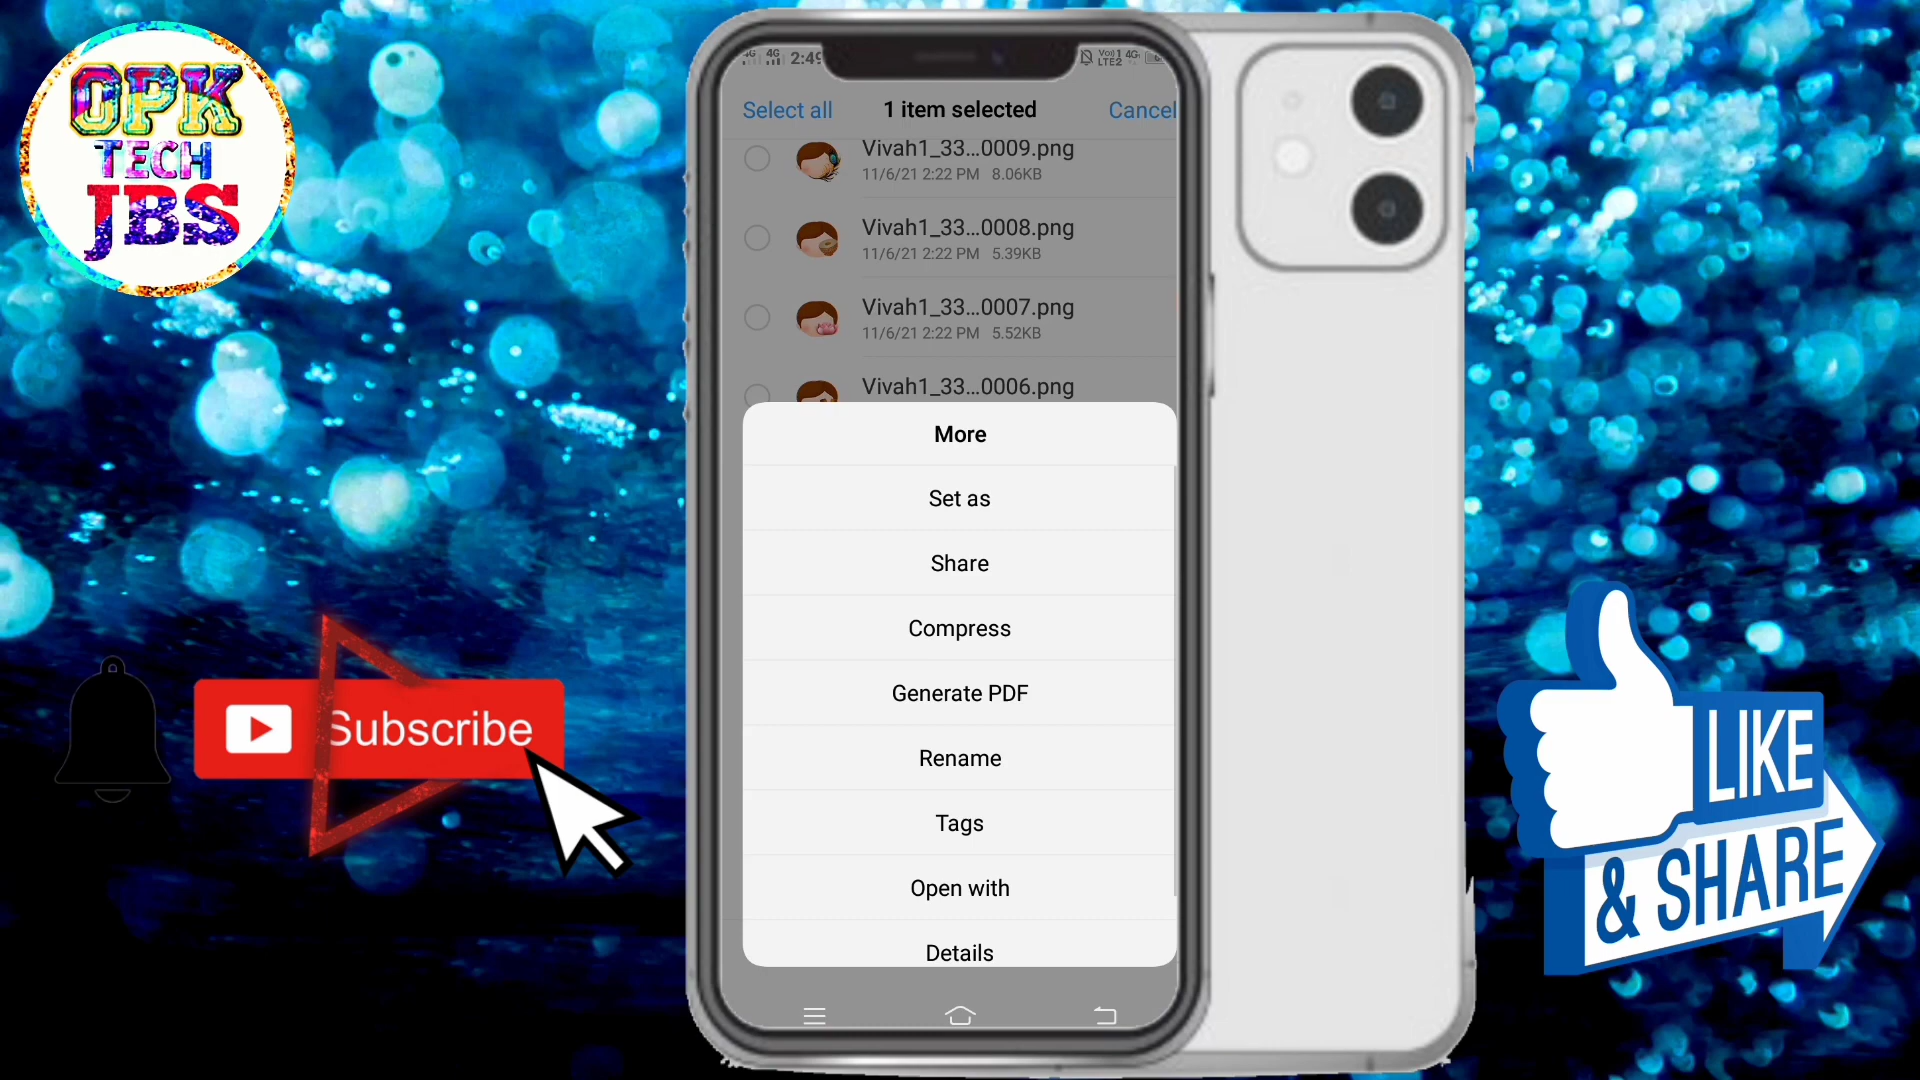 OPK
TECH
JBS
2:49
Select all
1 item selected
Cancel
Vivah1_33...0009.png
11/6/21 2:22 PM 8.06KB
Vivah1_33...0008.png
11/6/21 2:22 PM 5.39KB
Vivah1_33...0007.png
11/6/21 2:22 PM 5.52KB
Vivah1_33...0006.png
More
Set as
Share
Compress
Generate PDF
Rename
Tags
Open with
Details
Subscribe
LIKE
& SHARE